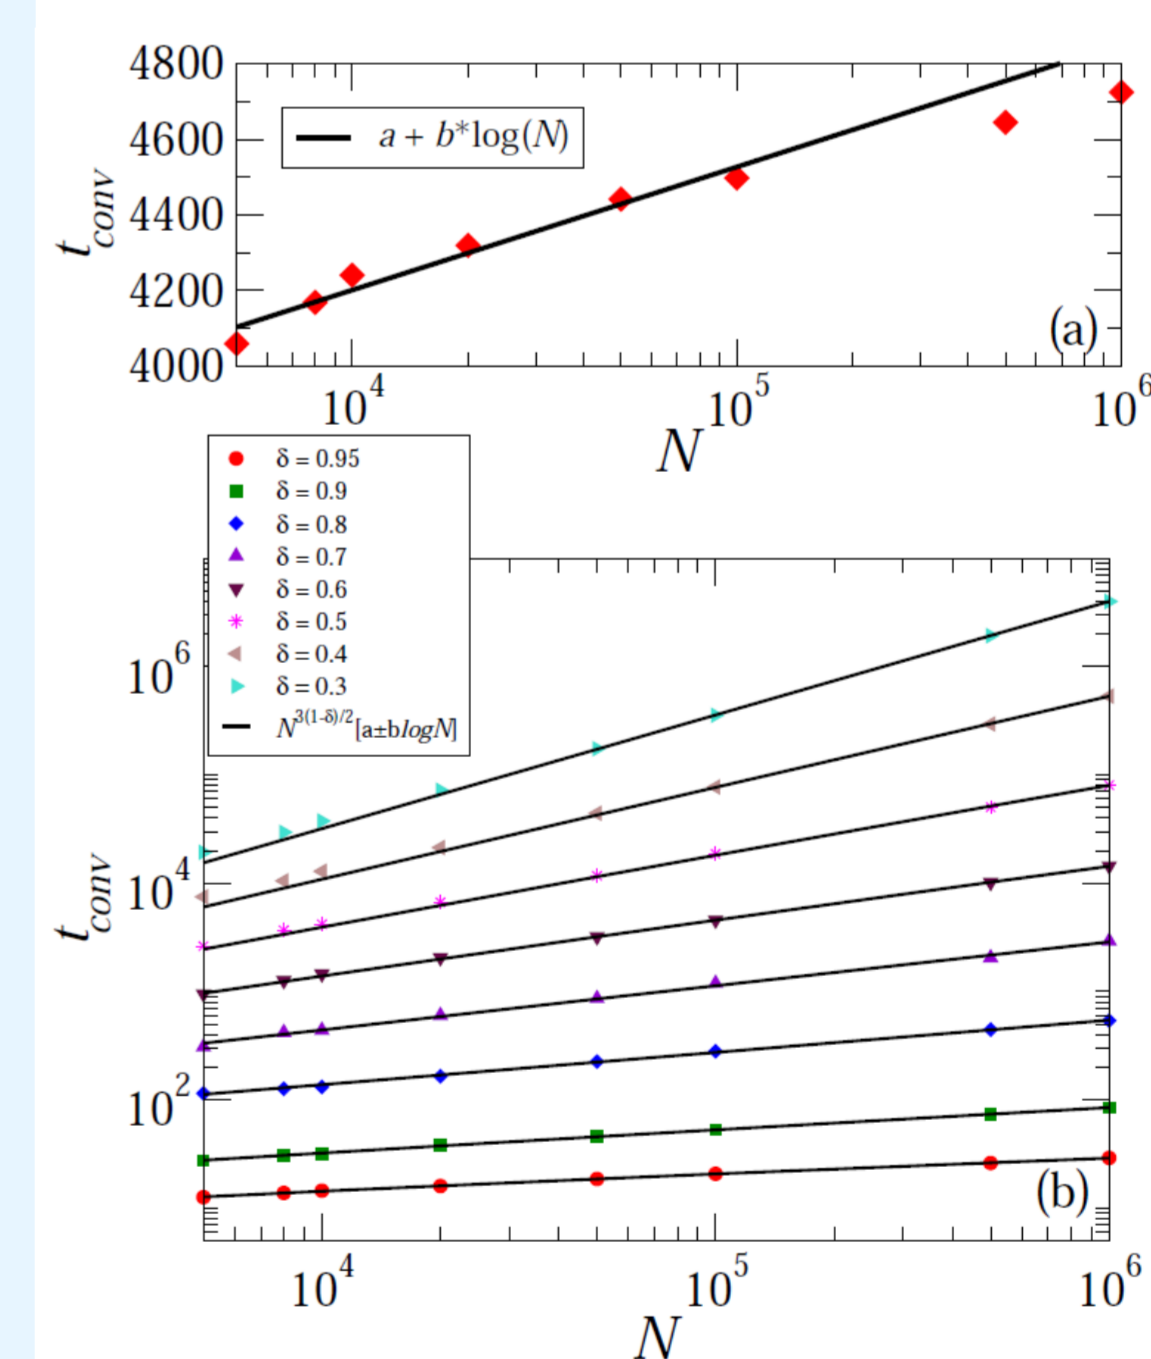 4800
4600
4400
4200
4000
t_conv
a + b*log(N)
(a)
10^4 10^5 10^6
N
δ = 0.95
δ = 0.9
δ = 0.8
δ = 0.7
δ = 0.6
δ = 0.5
δ = 0.4
δ = 0.3
N^3(1-δ)/2 [a±blogN]
10^6
10^4
10^2
t_conv
(b)
10^4 10^5 10^6
N